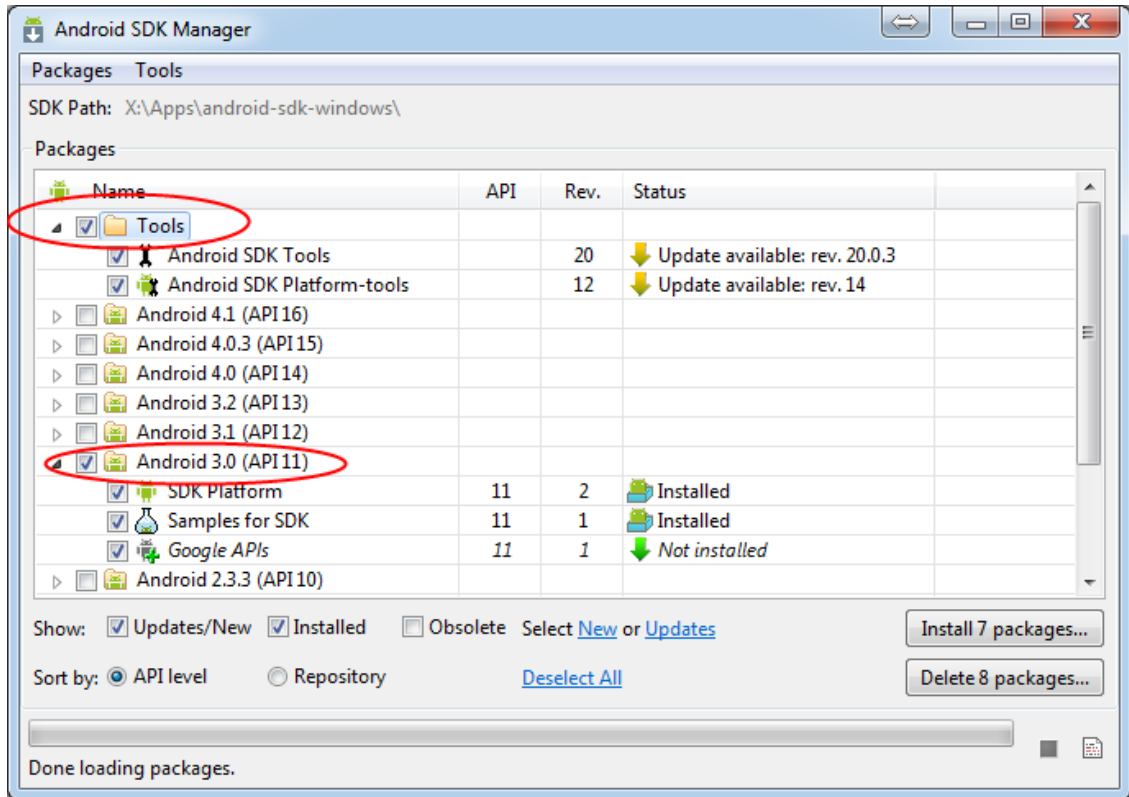 Android SDK Manager
Packages Tools
SDK Path: X:\Apps\android-sdk-windows\
Packages
Name API Rev. Status
Tools
Android SDK Tools 20 Update available: rev. 20.0.3
Android SDK Platform-tools 12 Update available: rev. 14
Android 4.1 (API 16)
Android 4.0.3 (API 15)
Android 4.0 (API 14)
Android 3.2 (API 13)
Android 3.1 (API 12)
Android 3.0 (API 11)
SDK Platform 11 2 Installed
Samples for SDK 11 1 Installed
Google APIs 11 1 Not installed
Android 2.3.3 (API 10)
Show: Updates/New Installed Obsolete Select New or Updates Install 7 packages...
Sort by: API level Repository Deselect All Delete 8 packages...
Done loading packages.